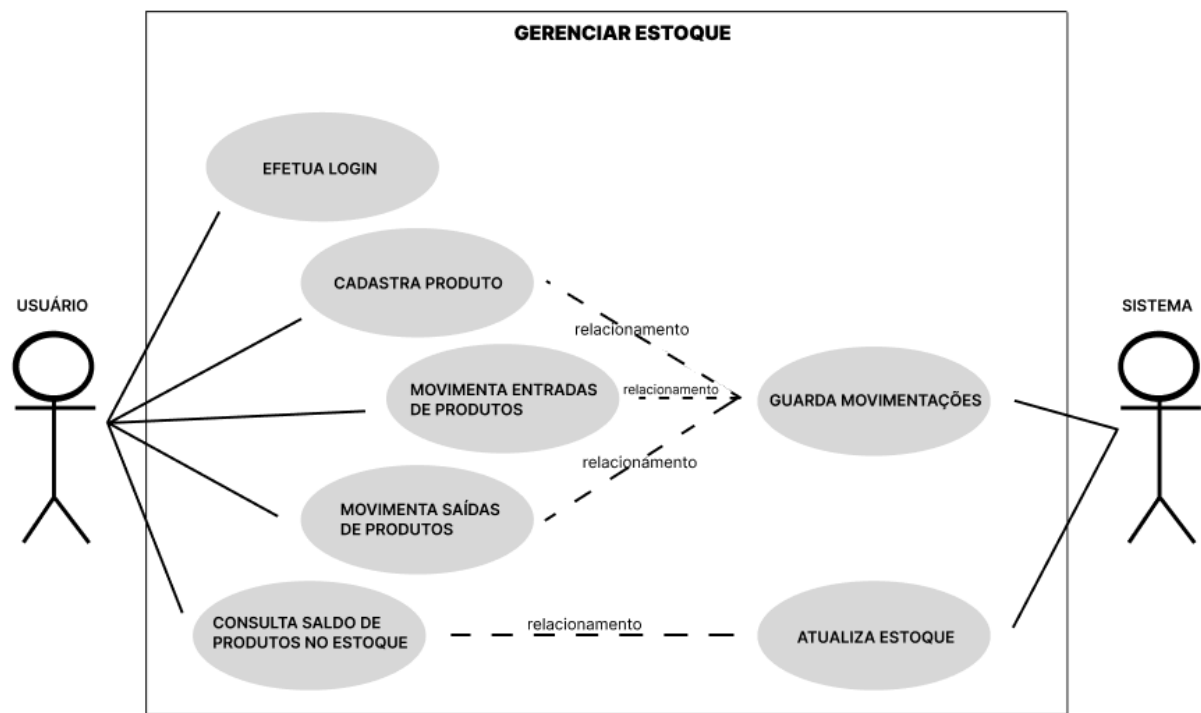 GERENCIAR ESTOQUE
EFETUA LOGIN
CADASTRA PRODUTO
USUÁRIO
SISTEMA
relacionamento
MOVIMENTA ENTRADAS
DE PRODUTOS
relacionamento
GUARDA MOVIMENTAÇÕES
relacionamento
MOVIMENTA SAÍDAS
DE PRODUTOS
CONSULTA SALDO DE
PRODUTOS NO ESTOQUE
relacionamento
ATUALIZA ESTOQUE